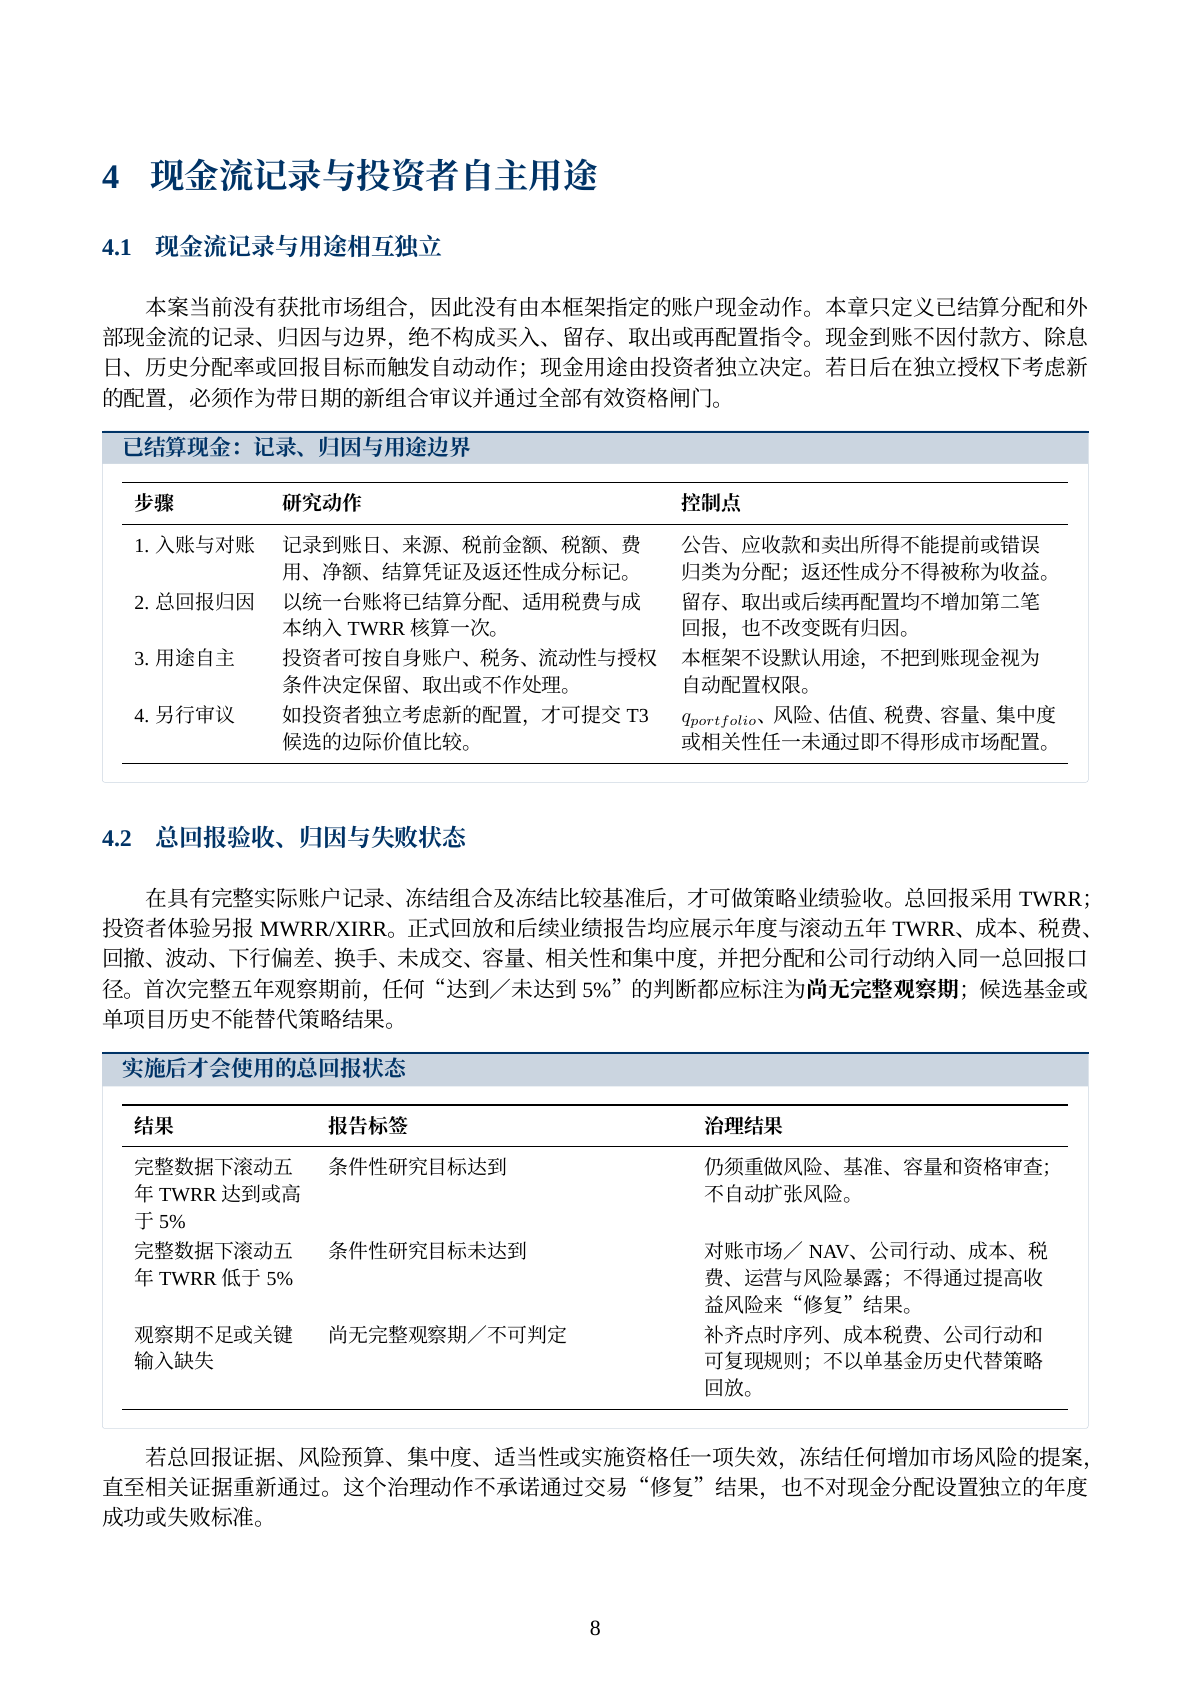 4 现金流记录与投资者自主用途
4.1 现金流记录与用途相互独立
本案当前没有获批市场组合，因此没有由本框架指定的账户现金动作。本章只定义已结算分配和外
部现金流的记录、归因与边界，绝不构成买入、留存、取出或再配置指令。现金到账不因付款方、除息
日、历史分配率或回报目标而触发自动动作；现金用途由投资者独立决定。若日后在独立授权下考虑新
的配置，必须作为带日期的新组合审议并通过全部有效资格闸门。
已结算现金：记录、归因与用途边界
步骤 研究动作 控制点
1. 入账与对账 记录到账日、来源、税前金额、税额、费 公告、应收款和卖出所得不能提前或错误
用、净额、结算凭证及返还性成分标记。 归类为分配；返还性成分不得被称为收益。
2. 总回报归因 以统一台账将已结算分配、适用税费与成 留存、取出或后续再配置均不增加第二笔
本纳入 TWRR 核算一次。 回报，也不改变既有归因。
3. 用途自主 投资者可按自身账户、税务、流动性与授权 本框架不设默认用途，不把到账现金视为
条件决定保留、取出或不作处理。 自动配置权限。
4. 另行审议 如投资者独立考虑新的配置，才可提交 T3 q_portfolio、风险、估值、税费、容量、集中度
候选的边际价值比较。 或相关性任一未通过即不得形成市场配置。
4.2 总回报验收、归因与失败状态
在具有完整实际账户记录、冻结组合及冻结比较基准后，才可做策略业绩验收。总回报采用 TWRR；
投资者体验另报 MWRR/XIRR。正式回放和后续业绩报告均应展示年度与滚动五年 TWRR、成本、税费、
回撤、波动、下行偏差、换手、未成交、容量、相关性和集中度，并把分配和公司行动纳入同一总回报口
径。首次完整五年观察期前，任何“达到／未达到 5%”的判断都应标注为尚无完整观察期；候选基金或
单项目历史不能替代策略结果。
实施后才会使用的总回报状态
结果 报告标签 治理结果
完整数据下滚动五 条件性研究目标达到 仍须重做风险、基准、容量和资格审查；
年 TWRR 达到或高 不自动扩张风险。
于 5%
完整数据下滚动五 条件性研究目标未达到 对账市场／ NAV、公司行动、成本、税
年 TWRR 低于 5% 费、运营与风险暴露；不得通过提高收
益风险来“修复”结果。
观察期不足或关键 尚无完整观察期／不可判定 补齐点时序列、成本税费、公司行动和
输入缺失 可复现规则；不以单基金历史代替策略
回放。
若总回报证据、风险预算、集中度、适当性或实施资格任一项失效，冻结任何增加市场风险的提案，
直至相关证据重新通过。这个治理动作不承诺通过交易“修复”结果，也不对现金分配设置独立的年度
成功或失败标准。
8